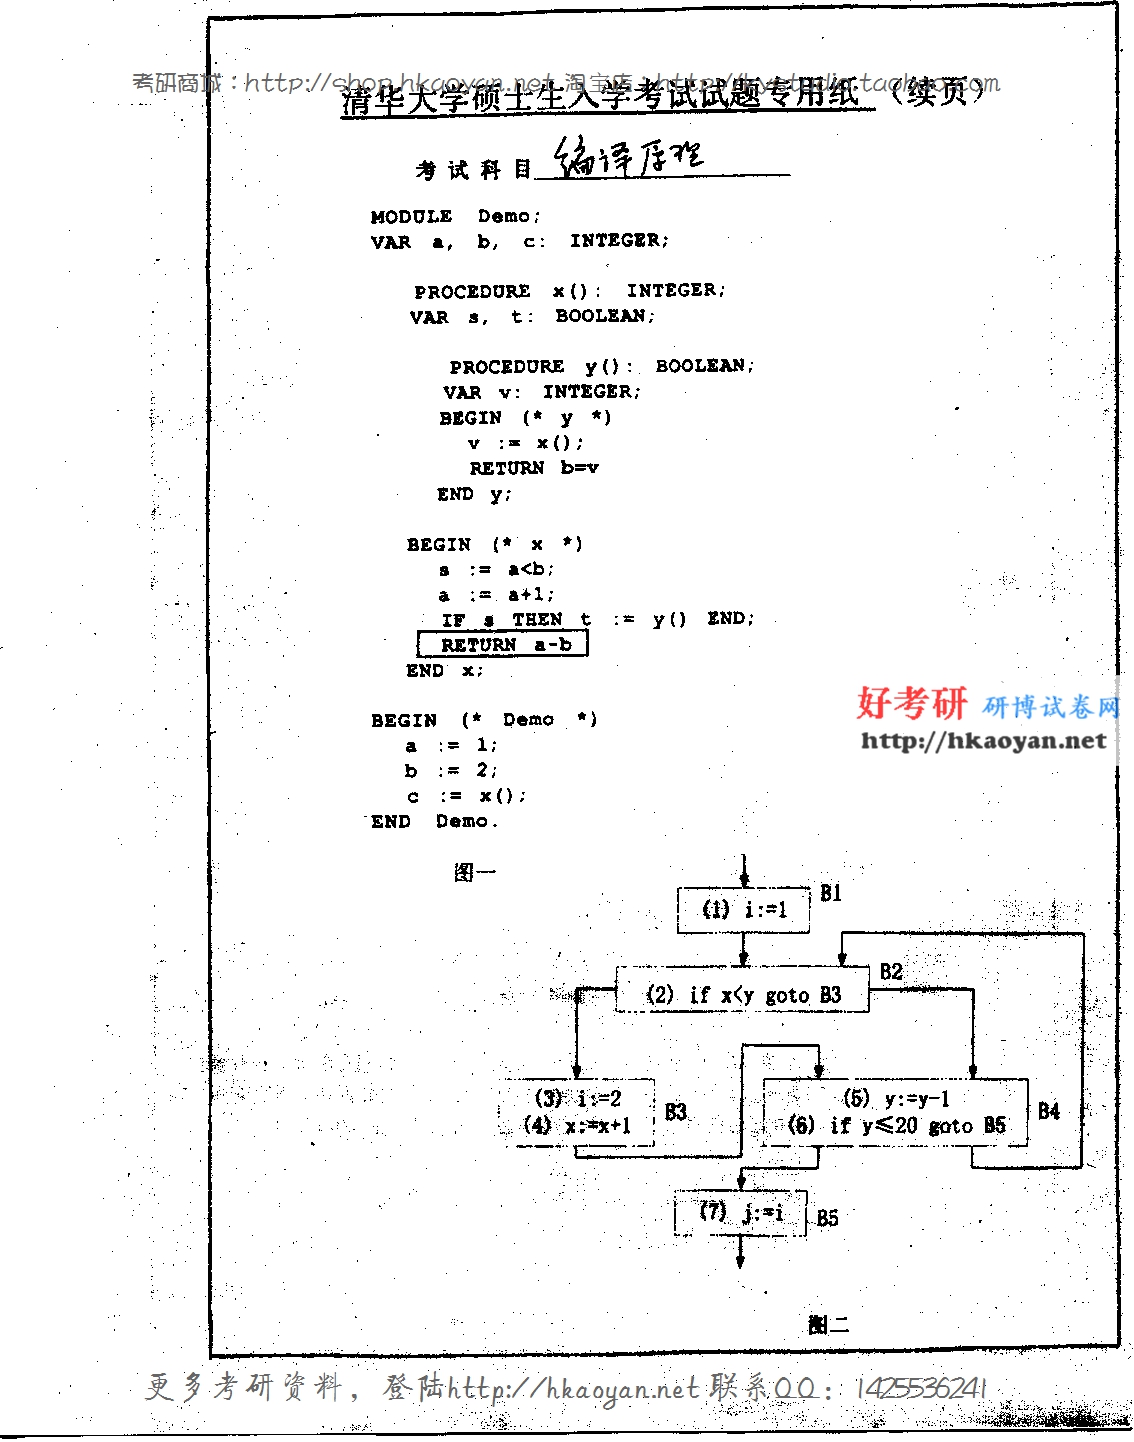 考研商城：http://shop.hkaoyan.net 淘宝店：http://hystudio.taobao.com
清华大学硕士生入学考试试题专用纸 （续页）
考试科目 编译原理
MODULE Demo;
VAR a, b, c: INTEGER;
PROCEDURE x(): INTEGER;
VAR s, t: BOOLEAN;
PROCEDURE y(): BOOLEAN;
VAR v: INTEGER;
BEGIN (* y *)
v := x();
RETURN b=v
END y;
BEGIN (* x *)
s := a<b;
a := a+1;
IF s THEN t := y() END;
RETURN a-b
END x;
好考研 研博试卷网
http://hkaoyan.net
BEGIN (* Demo *)
a := 1;
b := 2;
c := x();
END Demo.
图一
(1) i:=1 B1
(2) if x<y goto B3 B2
(3) i:=2
(4) x:=x+1 B3
(5) y:=y-1
(6) if y≤20 goto B5 B4
(7) j:=i B5
图二
更多考研资料，登陆http://hkaoyan.net 联系QQ：1425536241